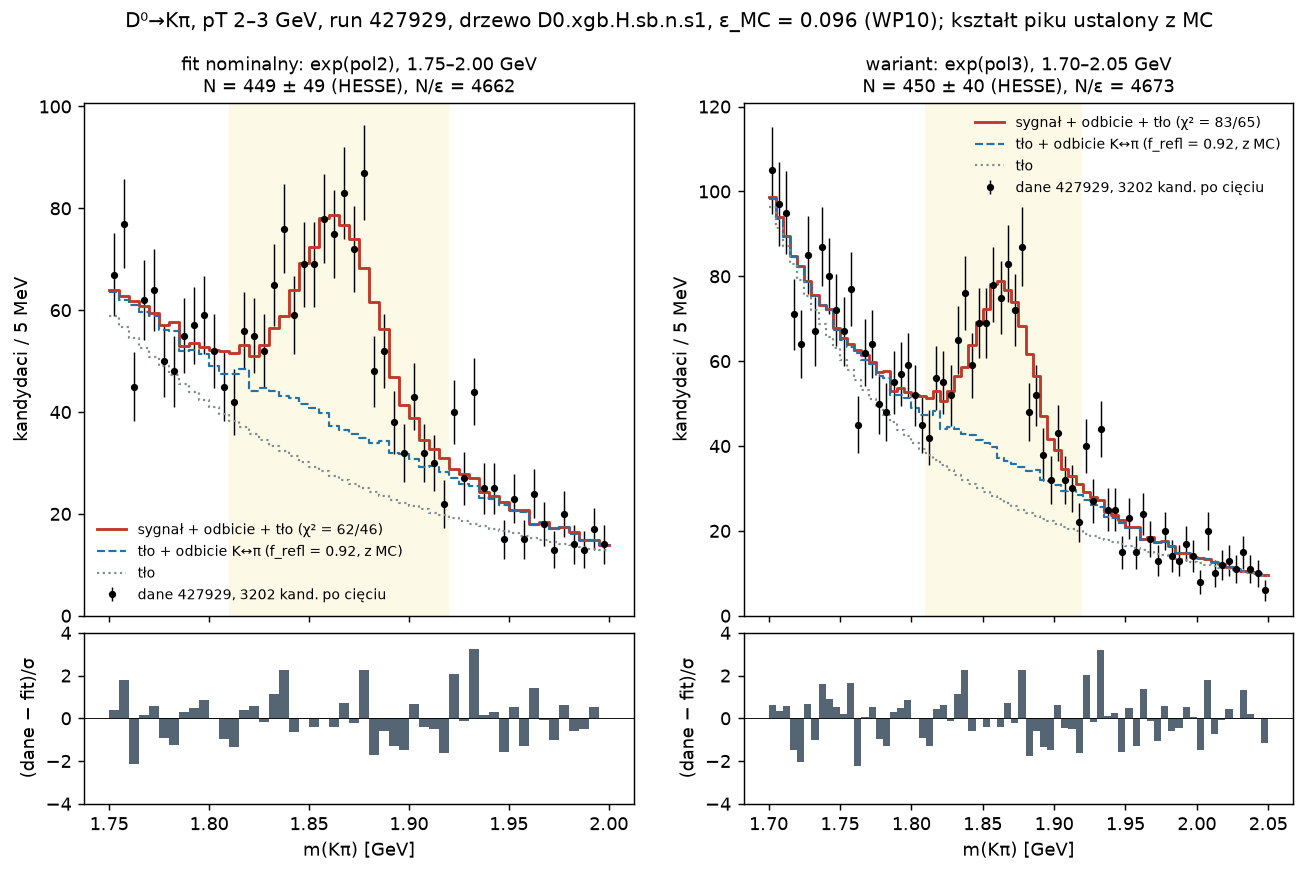 D⁰→Kπ, pT 2–3 GeV, run 427929, drzewo D0.xgb.H.sb.n.s1, ε_MC = 0.096 (WP10); kształt piku ustalony z MC
fit nominalny: exp(pol2), 1.75–2.00 GeV
N = 449 ± 49 (HESSE), N/ε = 4662
100
80
60
40
20
0
kandydaci / 5 MeV
sygnał + odbicie + tło (χ² = 62/46)
tło + odbicie K↔π (f_refl = 0.92, z MC)
tło
dane 427929, 3202 kand. po cięciu
4
2
0
−2
−4
(dane − fit)/σ
1.75
1.80
1.85
1.90
1.95
2.00
m(Kπ) [GeV]
wariant: exp(pol3), 1.70–2.05 GeV
N = 450 ± 40 (HESSE), N/ε = 4673
120
100
80
60
40
20
0
kandydaci / 5 MeV
sygnał + odbicie + tło (χ² = 83/65)
tło + odbicie K↔π (f_refl = 0.92, z MC)
tło
dane 427929, 3202 kand. po cięciu
4
2
0
−2
−4
(dane − fit)/σ
1.70
1.75
1.80
1.85
1.90
1.95
2.00
2.05
m(Kπ) [GeV]